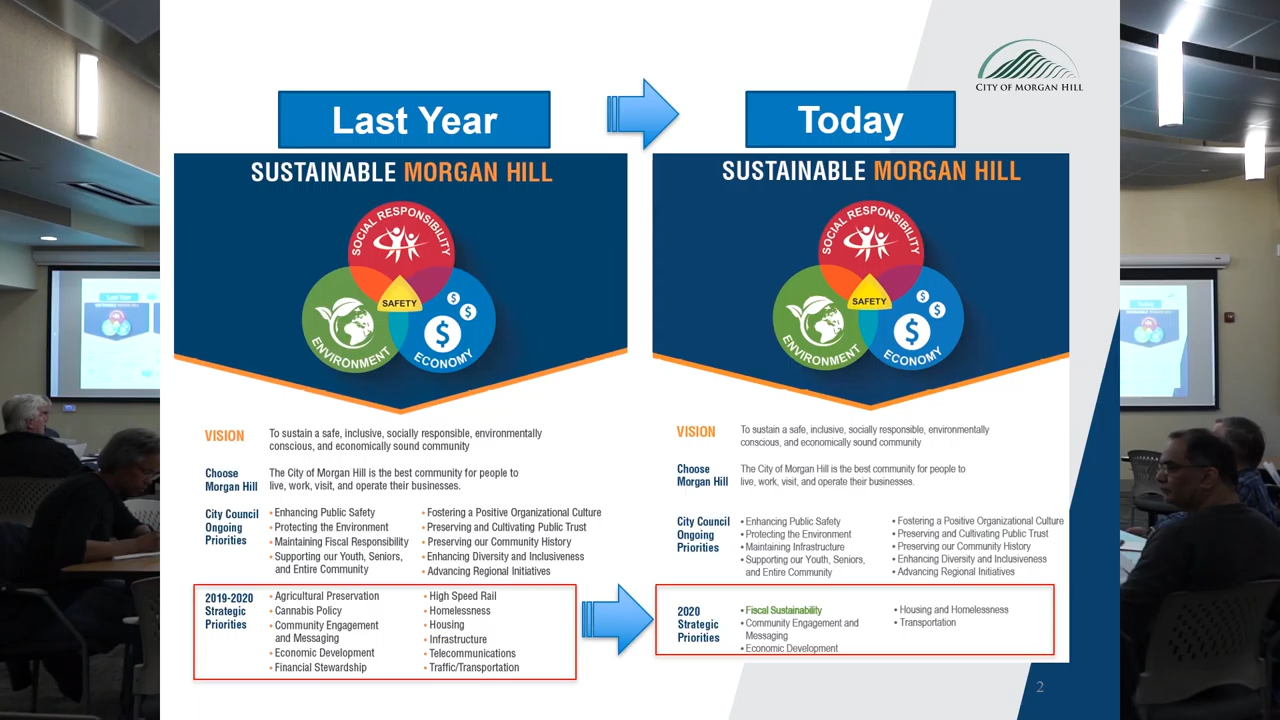 CITY OF MORGAN HILL
Last Year
SUSTAINABLE MORGAN HILL
SOCIAL RESPONSIBILITY
SAFETY
ENVIRONMENT
ECONOMY
VISION
To sustain a safe, inclusive, socially responsible, environmentally
conscious, and economically sound community
Choose
Morgan Hill
The City of Morgan Hill is the best community for people to
live, work, visit, and operate their businesses.
City Council
Ongoing
Priorities
• Enhancing Public Safety
• Protecting the Environment
• Maintaining Fiscal Responsibility
• Supporting our Youth, Seniors,
and Entire Community
• Fostering a Positive Organizational Culture
• Preserving and Cultivating Public Trust
• Preserving our Community History
• Enhancing Diversity and Inclusiveness
• Advancing Regional Initiatives
2019-2020
Strategic
Priorities
• Agricultural Preservation
• Cannabis Policy
• Community Engagement
and Messaging
• Economic Development
• Financial Stewardship
• High Speed Rail
• Homelessness
• Housing
• Infrastructure
• Telecommunications
• Traffic/Transportation
Today
SUSTAINABLE MORGAN HILL
SOCIAL RESPONSIBILITY
SAFETY
ENVIRONMENT
ECONOMY
VISION
To sustain a safe, inclusive, socially responsible, environmentally
conscious, and economically sound community
Choose
Morgan Hill
The City of Morgan Hill is the best community for people to
live, work, visit, and operate their businesses.
City Council
Ongoing
Priorities
• Enhancing Public Safety
• Protecting the Environment
• Maintaining Infrastructure
• Supporting our Youth, Seniors,
and Entire Community
• Fostering a Positive Organizational Culture
• Preserving and Cultivating Public Trust
• Preserving our Community History
• Enhancing Diversity and Inclusiveness
• Advancing Regional Initiatives
2020
Strategic
Priorities
• Fiscal Sustainability
• Community Engagement and
Messaging
• Economic Development
• Housing and Homelessness
• Transportation
2
Last Year
Today